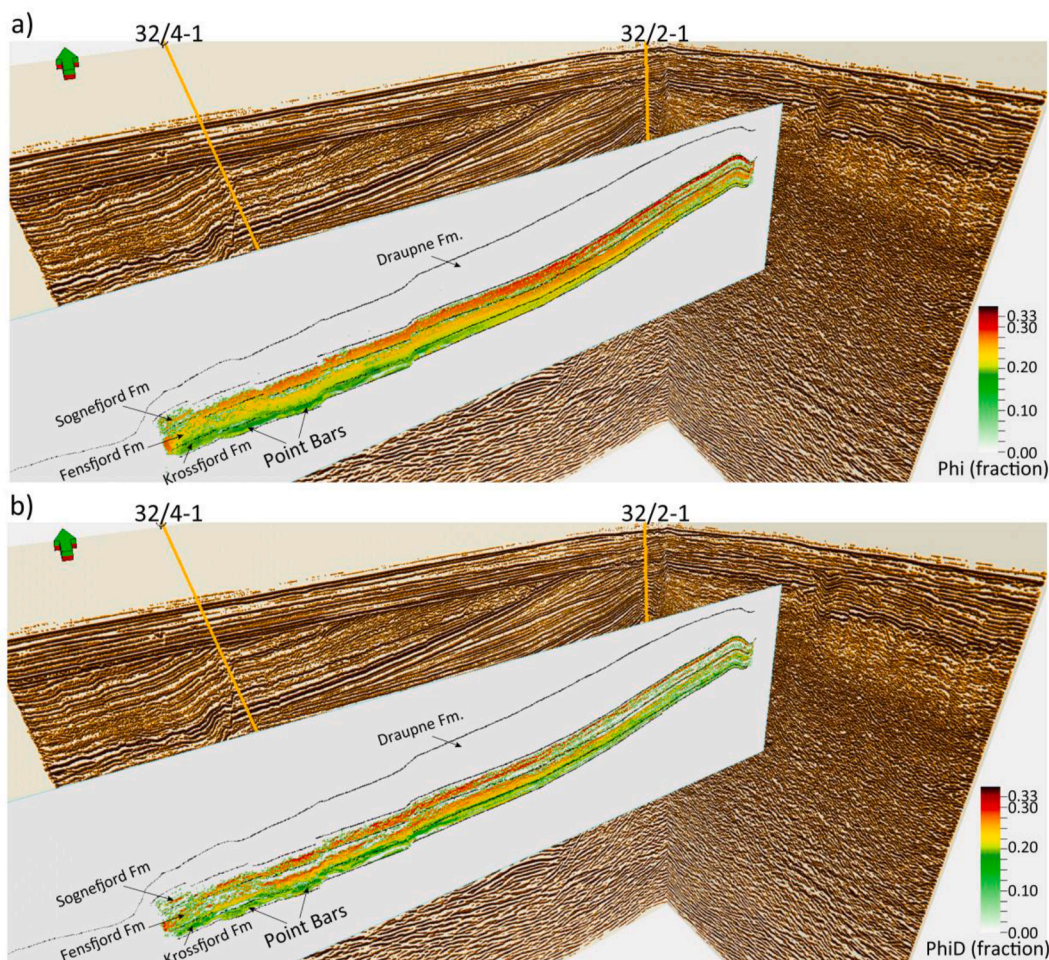 a)
32/4-1
32/2-1
Draupne Fm.
Sognefjord Fm
Fensfjord Fm
Krossfjord Fm
Point Bars
0.33
0.30
0.20
0.10
0.00
Phi (fraction)
b)
32/4-1
32/2-1
Draupne Fm.
Sognefjord Fm
Fensfjord Fm
Krossfjord Fm
Point Bars
0.33
0.30
0.20
0.10
0.00
PhiD (fraction)